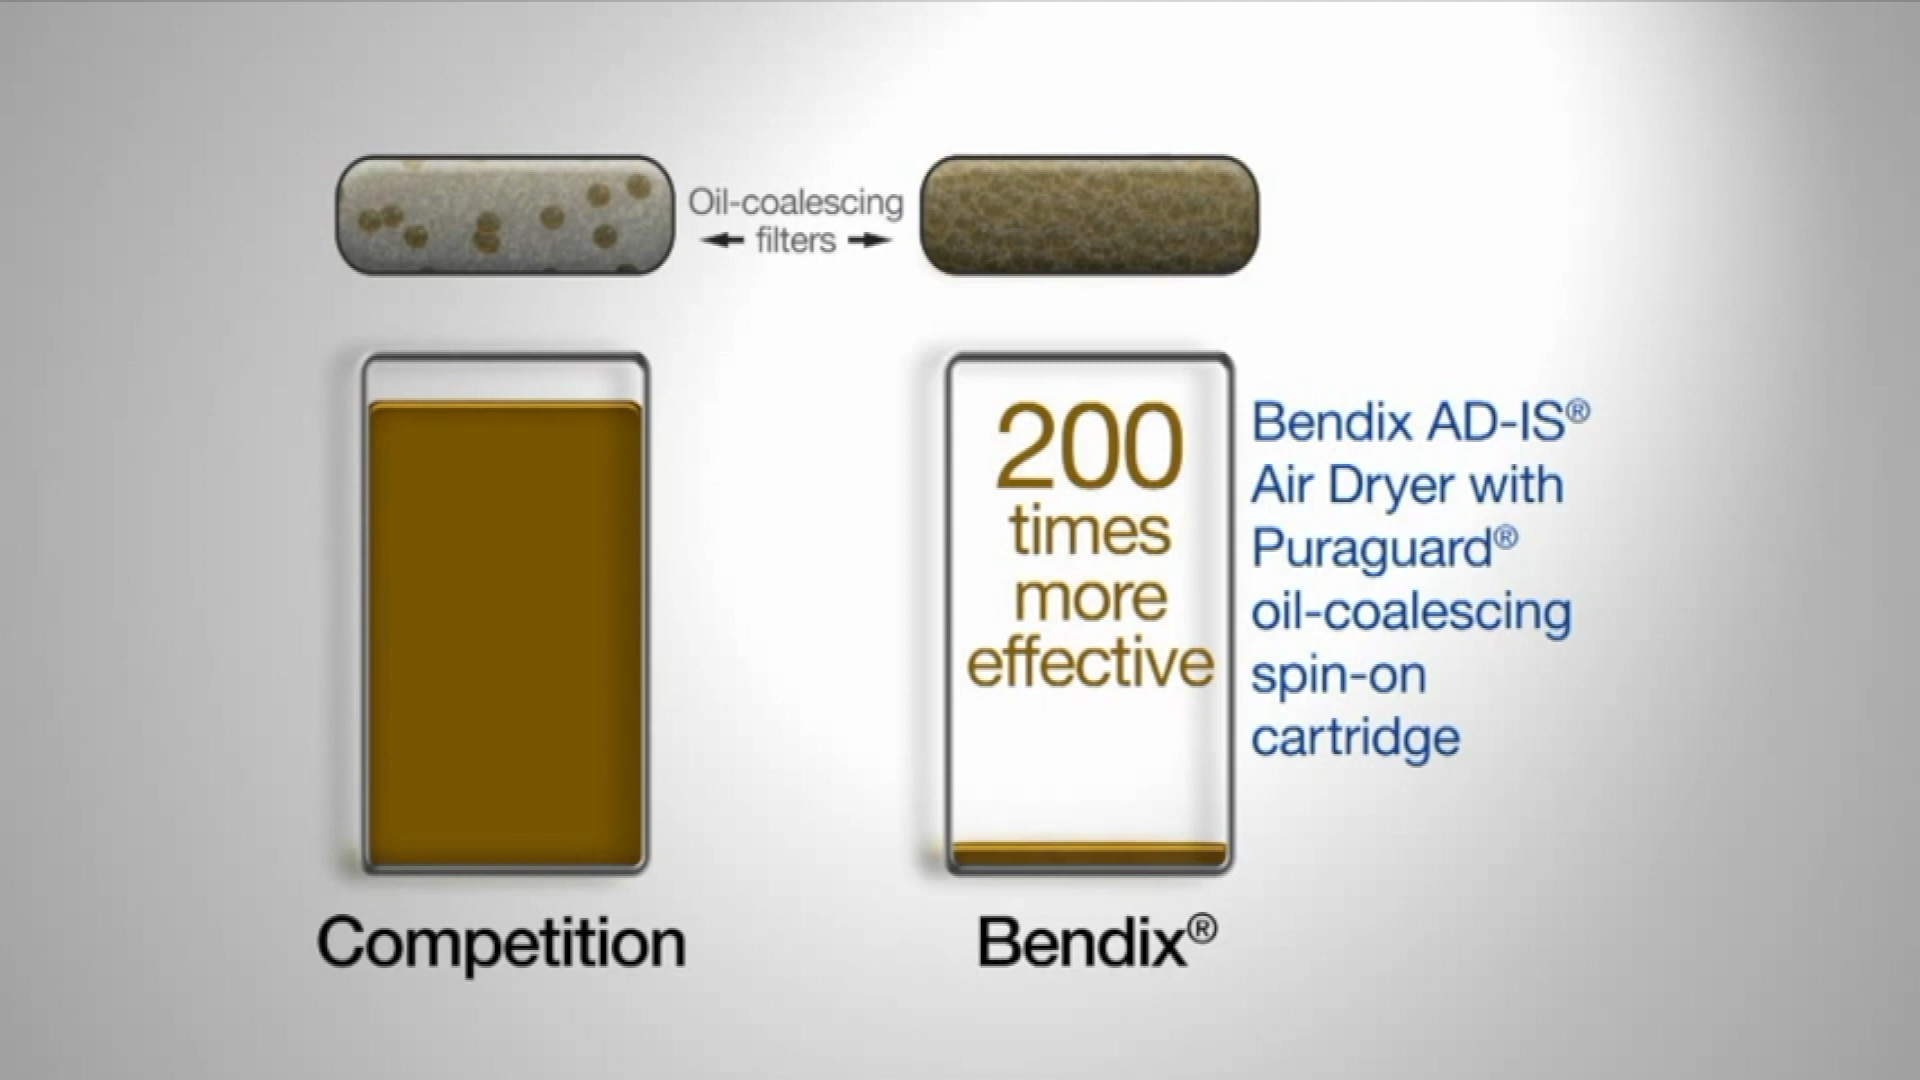 Oil-coalescing
filters
200
times
more
effective
Bendix AD-IS®
Air Dryer with
Puraguard®
oil-coalescing
spin-on
cartridge
Competition
Bendix®